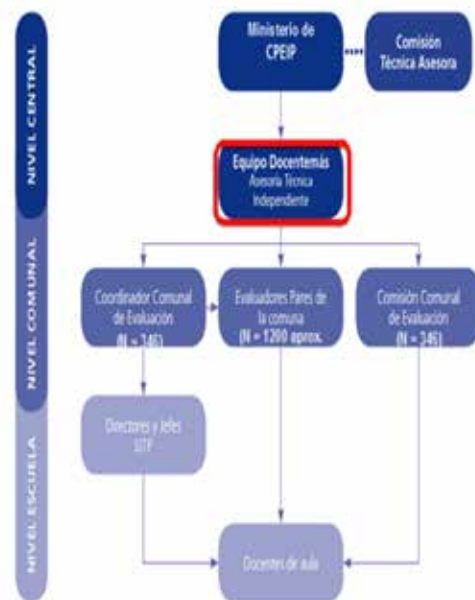 NIVEL CENTRAL
NIVEL COMUNAL
NIVEL ESCUELA
Ministerio de
CPEIP
Comisión
Técnica Asesora
Equipo Docentemás
Asesoría Técnica
Independiente
Coordinador Comunal
de Evaluación
(N = 346)
Evaluadores Pares de
la comuna
(N = 1200 aprox.
Comisión Comunal
de Evaluación
(N = 346)
Directores y Jefes
UTP
Docentes de aula